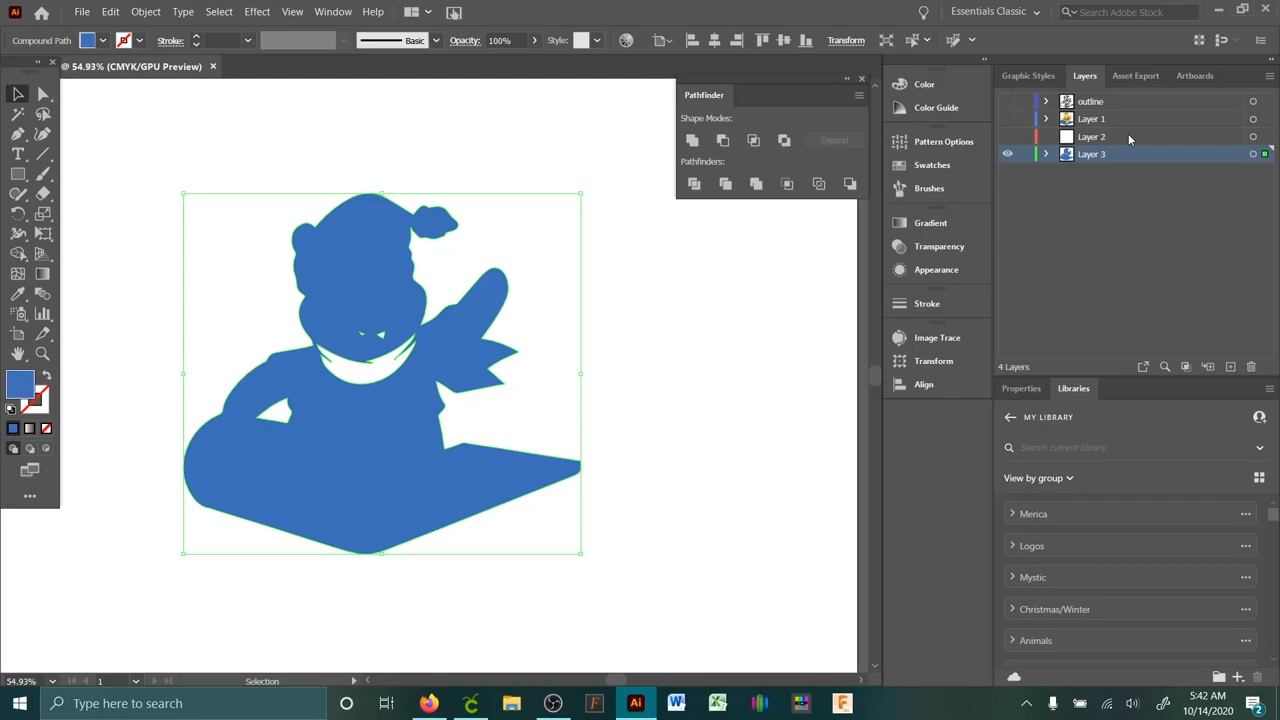 Ai File Edit Object Type Select Effect View Window Help Essentials Classic Search Adobe Stock
Compound Path Stroke: Basic Opacity: 100% Style: Transform
@ 54.93% (CMYK/GPU Preview) ×
Pathfinder
Shape Modes:
Expand
Pathfinders:
Color
Color Guide
Pattern Options
Swatches
Brushes
Gradient
Transparency
Appearance
Stroke
Image Trace
Transform
Align
Graphic Styles Layers Asset Export Artboards
outline
Layer 1
Layer 2
Layer 3
4 Layers
Properties Libraries
MY LIBRARY
Search current library
View by group
Merica
Logos
Mystic
Christmas/Winter
Animals
54.93% 1 Selection
Type here to search
Ai
5:42 AM
10/14/2020
2